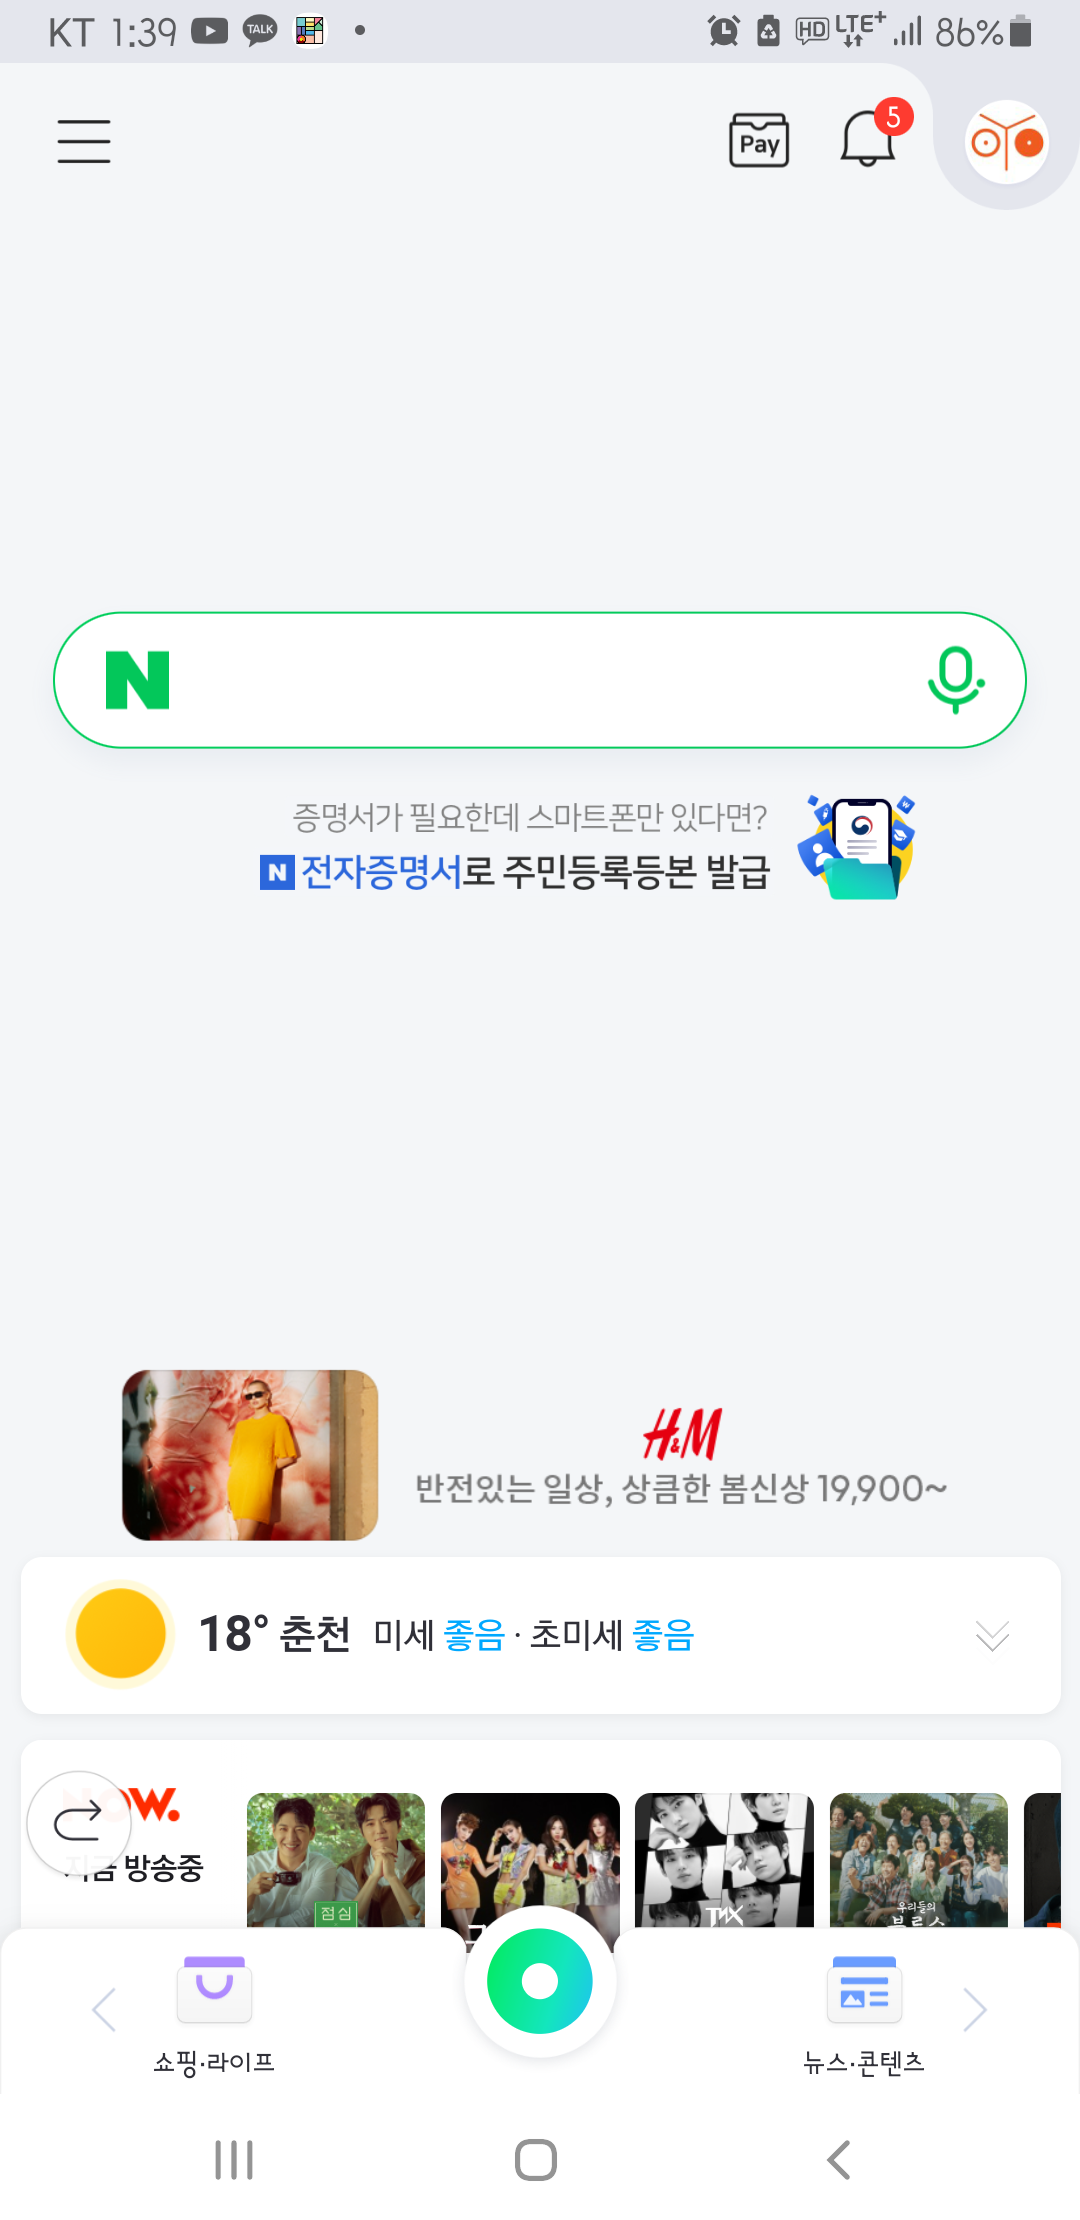 KT 1:39 TALK HD LTE+ 86%
Pay 5
N
증명서가 필요한데 스마트폰만 있다면?
N 전자증명서로 주민등록등본 발급
H&M
반전있는 일상, 상큼한 봄신상 19,900~
18° 춘천 미세 좋음 · 초미세 좋음
NOW.
지금 방송중
점심
TNX
우리들의
블루스
쇼핑·라이프
뉴스·콘텐츠